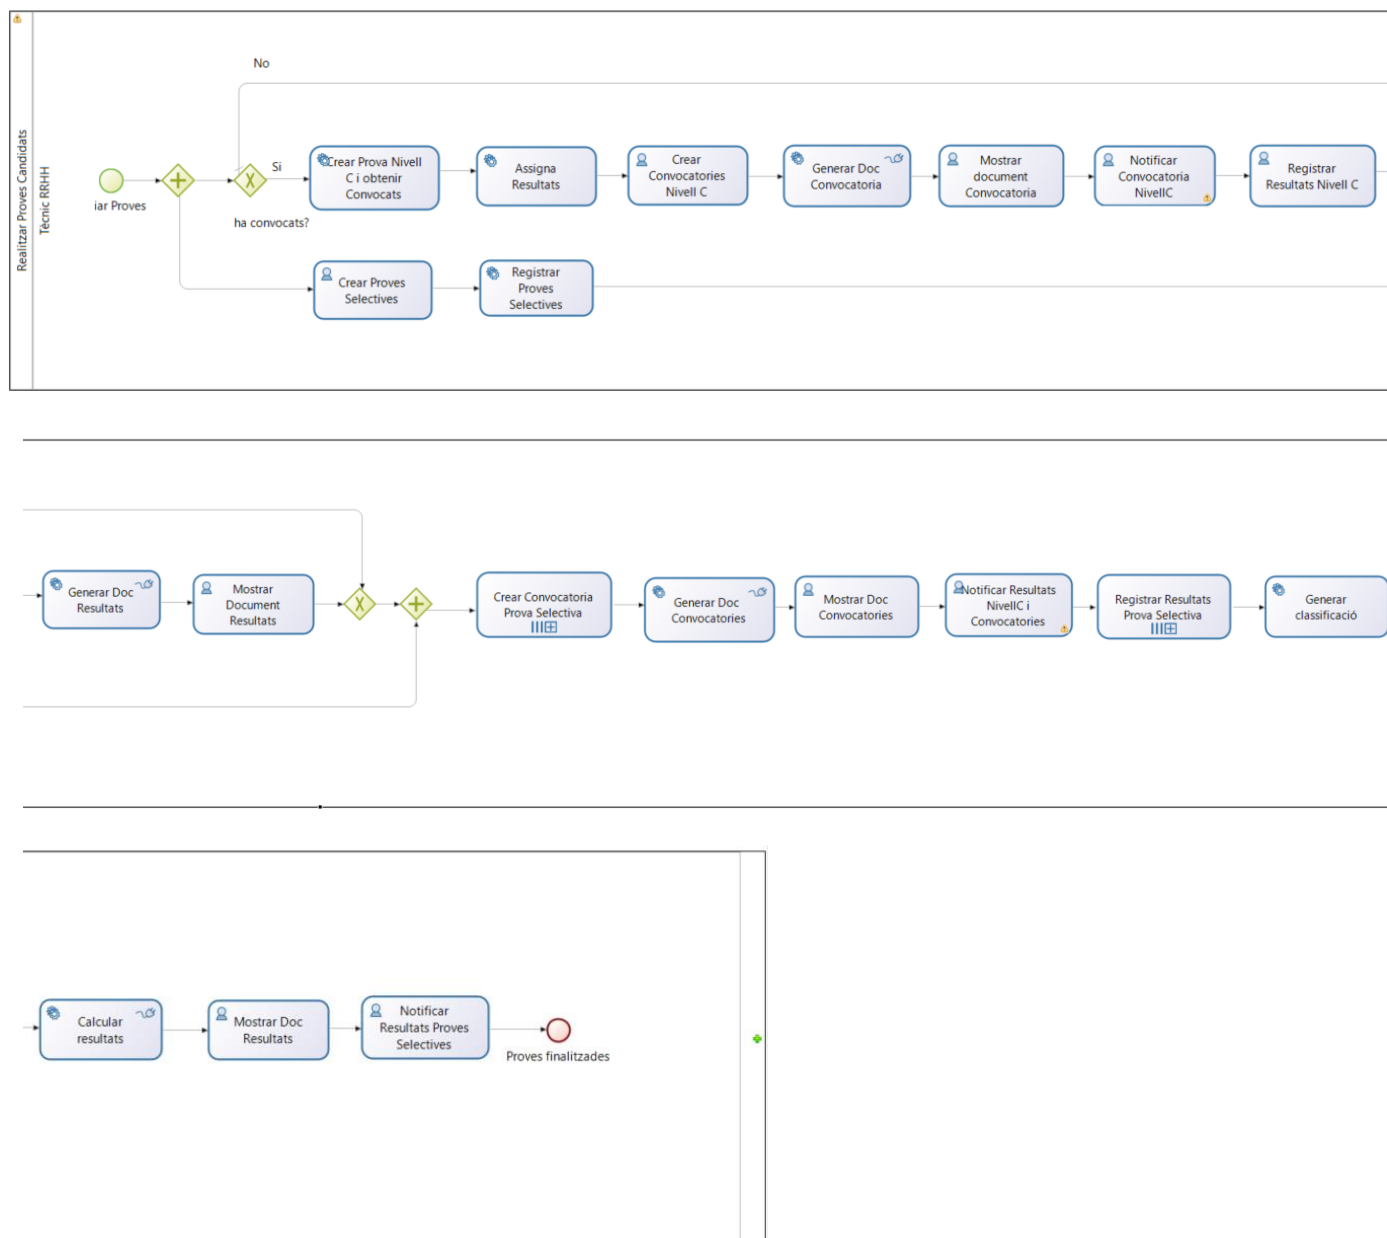 Realitzar Proves Candidats
Tècnic RRHH
No
iar Proves
Si
ha convocats?
Crear Prova Nivell
C i obtenir
Convocats
Assigna
Resultats
Crear
Convocatories
Nivell C
Generar Doc
Convocatoria
Mostrar
document
Convocatoria
Notificar
Convocatoria
NivellC
Registrar
Resultats Nivell C
Crear Proves
Selectives
Registrar
Proves
Selectives
Generar Doc
Resultats
Mostrar
Document
Resultats
Crear Convocatoria
Prova Selectiva
Generar Doc
Convocatories
Mostrar Doc
Convocatories
Notificar Resultats
NivellC i
Convocatories
Registrar Resultats
Prova Selectiva
Generar
classificació
Calcular
resultats
Mostrar Doc
Resultats
Notificar
Resultats Proves
Selectives
Proves finalitzades